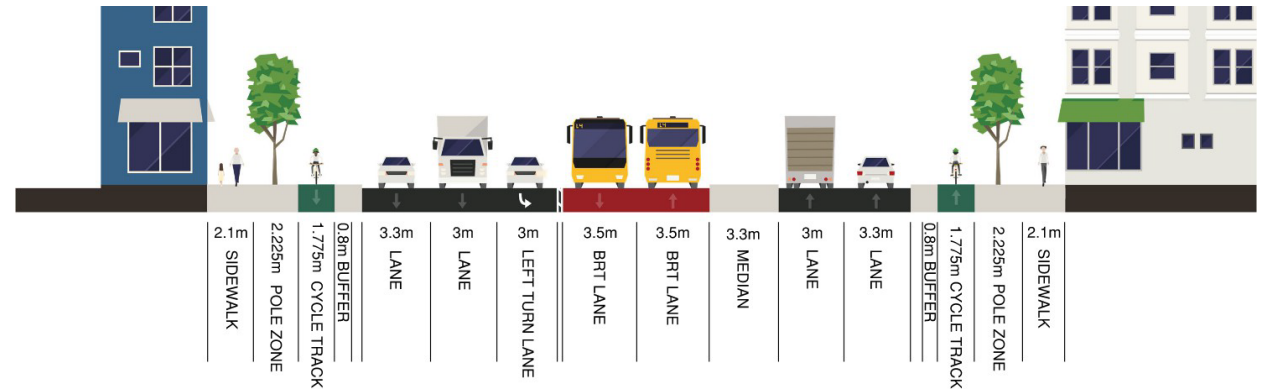 L4
L4
2.1m
SIDEWALK
2.225m POLE ZONE
1.775m CYCLE TRACK
0.8m BUFFER
3.3m
LANE
3m
LANE
3m
LEFT TURN LANE
3.5m
BRT LANE
3.5m
BRT LANE
3.3m
MEDIAN
3m
LANE
3.3m
LANE
0.8m BUFFER
1.775m CYCLE TRACK
2.225m POLE ZONE
2.1m
SIDEWALK